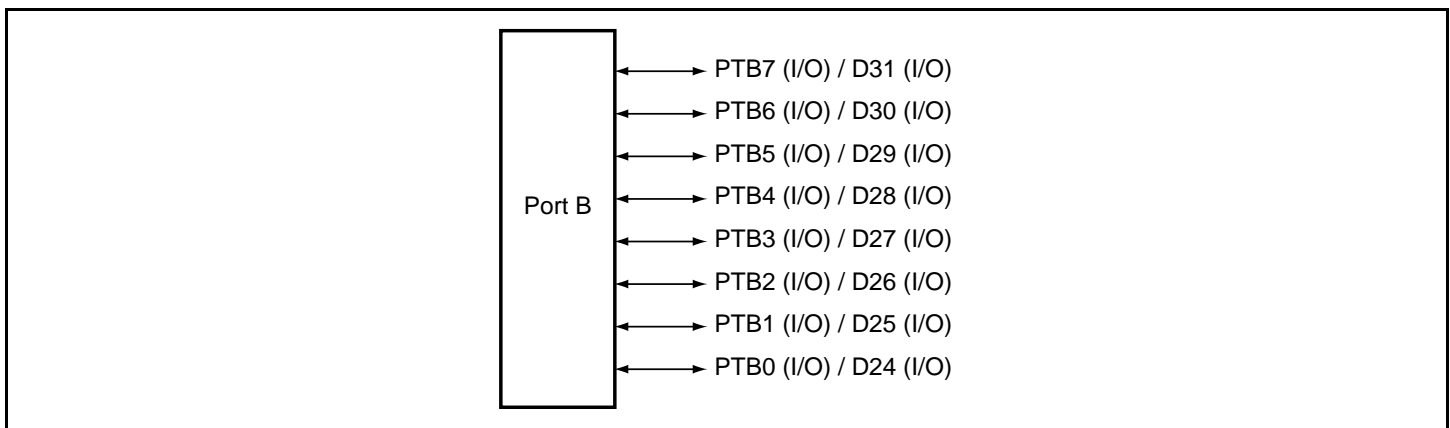 PTB7 (I/O) / D31 (I/O)
PTB6 (I/O) / D30 (I/O)
PTB5 (I/O) / D29 (I/O)
PTB4 (I/O) / D28 (I/O)
Port B
PTB3 (I/O) / D27 (I/O)
PTB2 (I/O) / D26 (I/O)
PTB1 (I/O) / D25 (I/O)
PTB0 (I/O) / D24 (I/O)